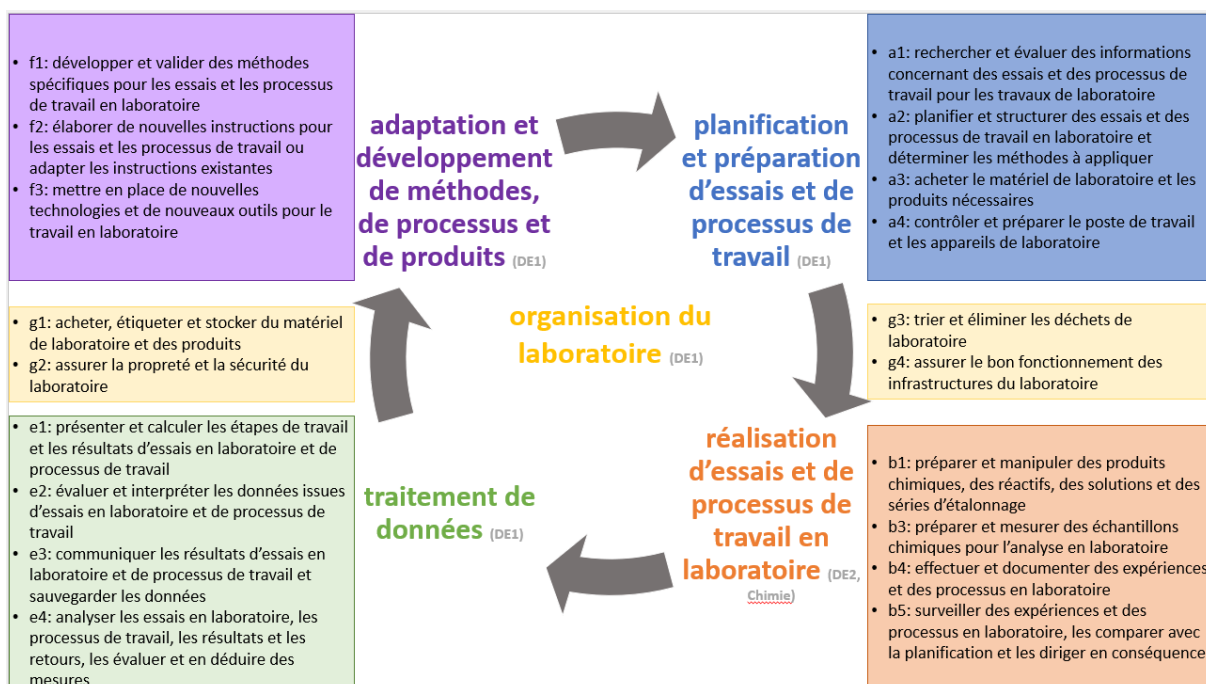 • f1: développer et valider des méthodes
spécifiques pour les essais et les processus
de travail en laboratoire
• f2: élaborer de nouvelles instructions pour
les essais et les processus de travail ou
adapter les instructions existantes
• f3: mettre en place de nouvelles
technologies et de nouveaux outils pour le
travail en laboratoire
adaptation et
développement
de méthodes,
de processus et
de produits (DE1)
planification
et préparation
d’essais et de
processus de
travail (DE1)
• a1: rechercher et évaluer des informations
concernant des essais et des processus de
travail pour les travaux de laboratoire
• a2: planifier et structurer des essais et des
processus de travail en laboratoire et
déterminer les méthodes à appliquer
• a3: acheter le matériel de laboratoire et les
produits nécessaires
• a4: contrôler et préparer le poste de travail
et les appareils de laboratoire
• g1: acheter, étiqueter et stocker du matériel
de laboratoire et des produits
• g2: assurer la propreté et la sécurité du
laboratoire
organisation du
laboratoire (DE1)
• g3: trier et éliminer les déchets de
laboratoire
• g4: assurer le bon fonctionnement des
infrastructures du laboratoire
• e1: présenter et calculer les étapes de travail
et les résultats d’essais en laboratoire et de
processus de travail
• e2: évaluer et interpréter les données issues
d’essais en laboratoire et de processus de
travail
• e3: communiquer les résultats d’essais en
laboratoire et de processus de travail et
sauvegarder les données
• e4: analyser les essais en laboratoire, les
processus de travail, les résultats et les
retours, les évaluer et en déduire des
mesures
traitement de
données (DE1)
réalisation
d’essais et de
processus de
travail en
laboratoire (DE2,
Chimie)
• b1: préparer et manipuler des produits
chimiques, des réactifs, des solutions et des
séries d’étalonnage
• b3: préparer et mesurer des échantillons
chimiques pour l’analyse en laboratoire
• b4: effectuer et documenter des expériences
et des processus en laboratoire
• b5: surveiller des expériences et des
processus en laboratoire, les comparer avec
la planification et les diriger en conséquence